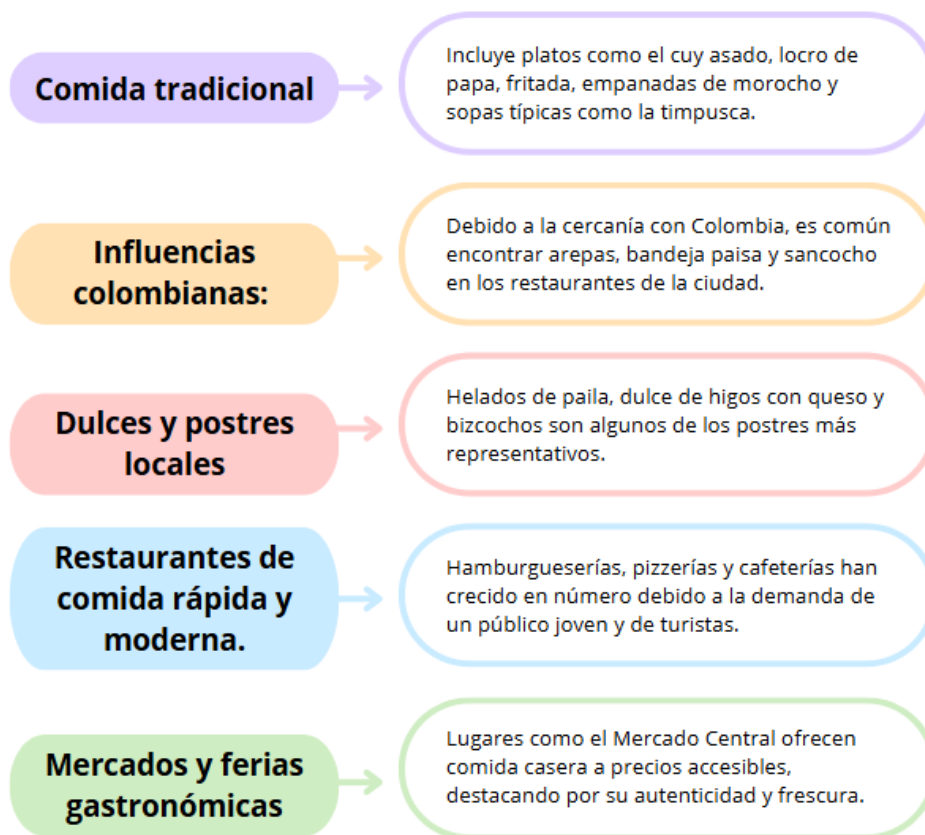 Comida tradicional
Incluye platos como el cuy asado, locro de
papa, fritada, empanadas de morocho y
sopas típicas como la timpusca.
Influencias
colombianas:
Debido a la cercanía con Colombia, es común
encontrar arepas, bandeja paisa y sancocho
en los restaurantes de la ciudad.
Dulces y postres
locales
Helados de paila, dulce de higos con queso y
bizcochos son algunos de los postres más
representativos.
Restaurantes de
comida rápida y
moderna.
Hamburgueserías, pizzerías y cafeterías han
crecido en número debido a la demanda de
un público joven y de turistas.
Mercados y ferias
gastronómicas
Lugares como el Mercado Central ofrecen
comida casera a precios accesibles,
destacando por su autenticidad y frescura.